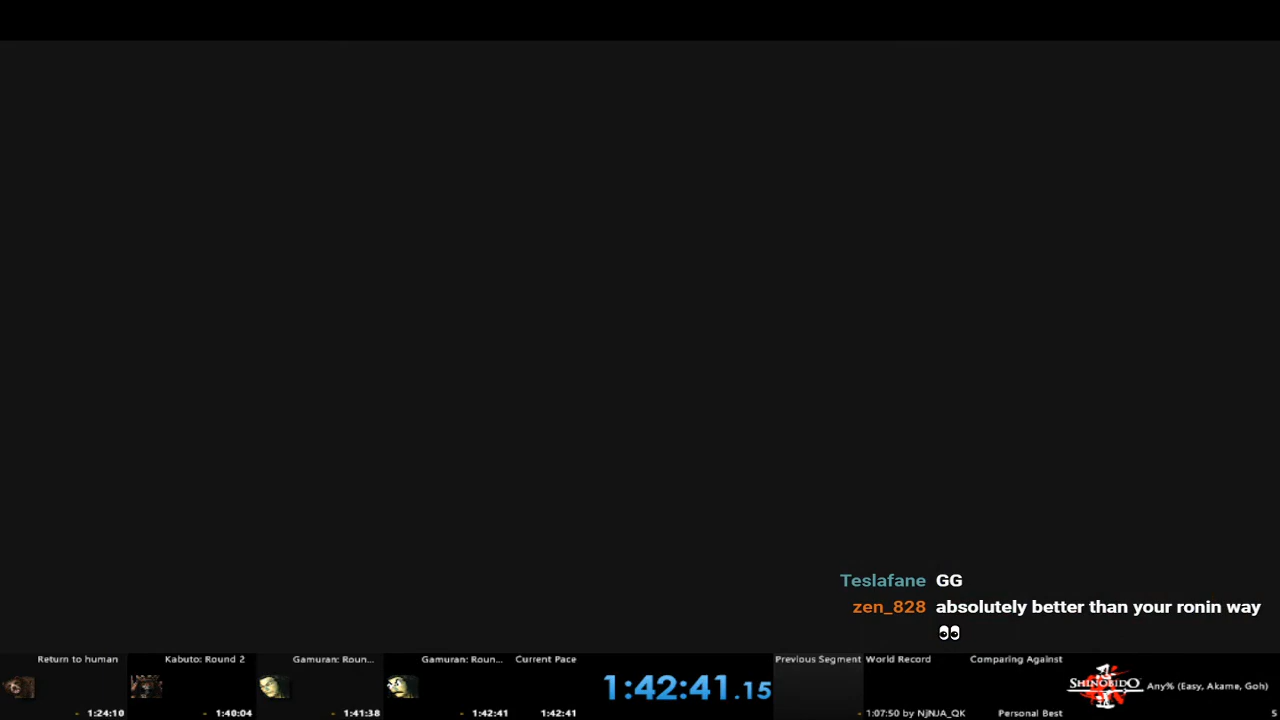 Teslafane GG
zen_828 absolutely better than your ronin way
Return to human
Kabuto: Round 2
Gamuran: Roun...
Gamuran: Roun...
Current Pace
Previous Segment
World Record
Comparing Against
1:42:41.15
SHINOBIDO
Any% (Easy, Akame, Goh)
- 1:24:10
- 1:40:04
- 1:41:38
- 1:42:41
1:42:41
- 1:07:50 by NjNJA_QK
Personal Best
S